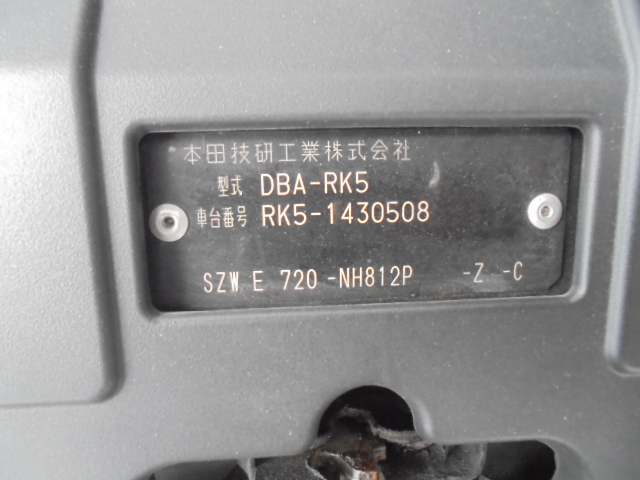 本田技研工業株式会社
型式 DBA-RK5
車台番号 RK5-1430508
SZW E 720 -NH812P -Z -C